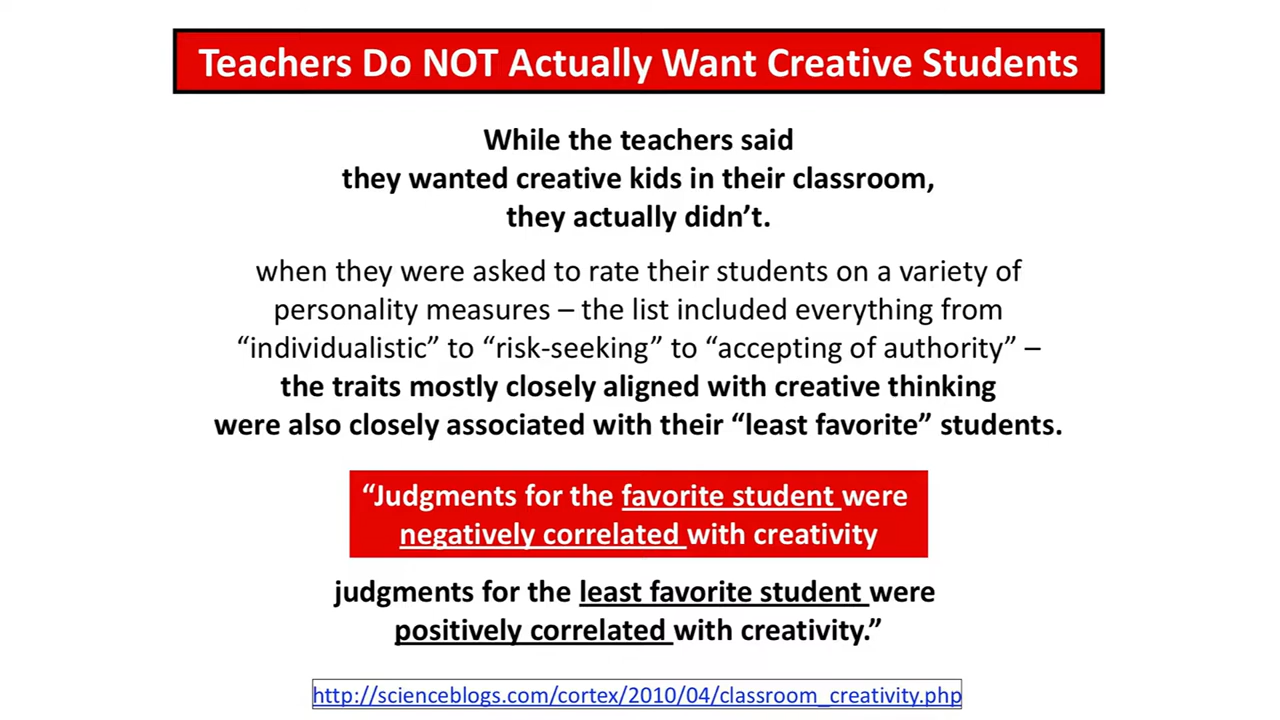 Teachers Do NOT Actually Want Creative Students
While the teachers said
they wanted creative kids in their classroom,
they actually didn’t.
when they were asked to rate their students on a variety of
personality measures – the list included everything from
“individualistic” to “risk-seeking” to “accepting of authority” –
the traits mostly closely aligned with creative thinking
were also closely associated with their “least favorite” students.
“Judgments for the favorite student were
negatively correlated with creativity
judgments for the least favorite student were
positively correlated with creativity.”
http://scienceblogs.com/cortex/2010/04/classroom_creativity.php